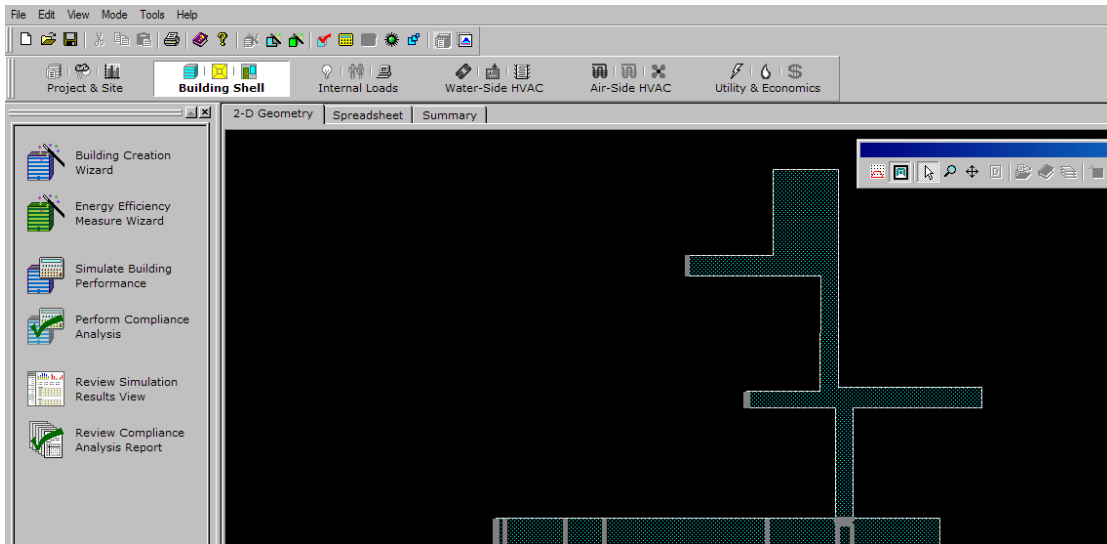 File Edit View Mode Tools Help
Project & Site Building Shell Internal Loads Water-Side HVAC Air-Side HVAC Utility & Economics
2-D Geometry Spreadsheet Summary
Building Creation
Wizard
Energy Efficiency
Measure Wizard
Simulate Building
Performance
Perform Compliance
Analysis
Review Simulation
Results View
Review Compliance
Analysis Report